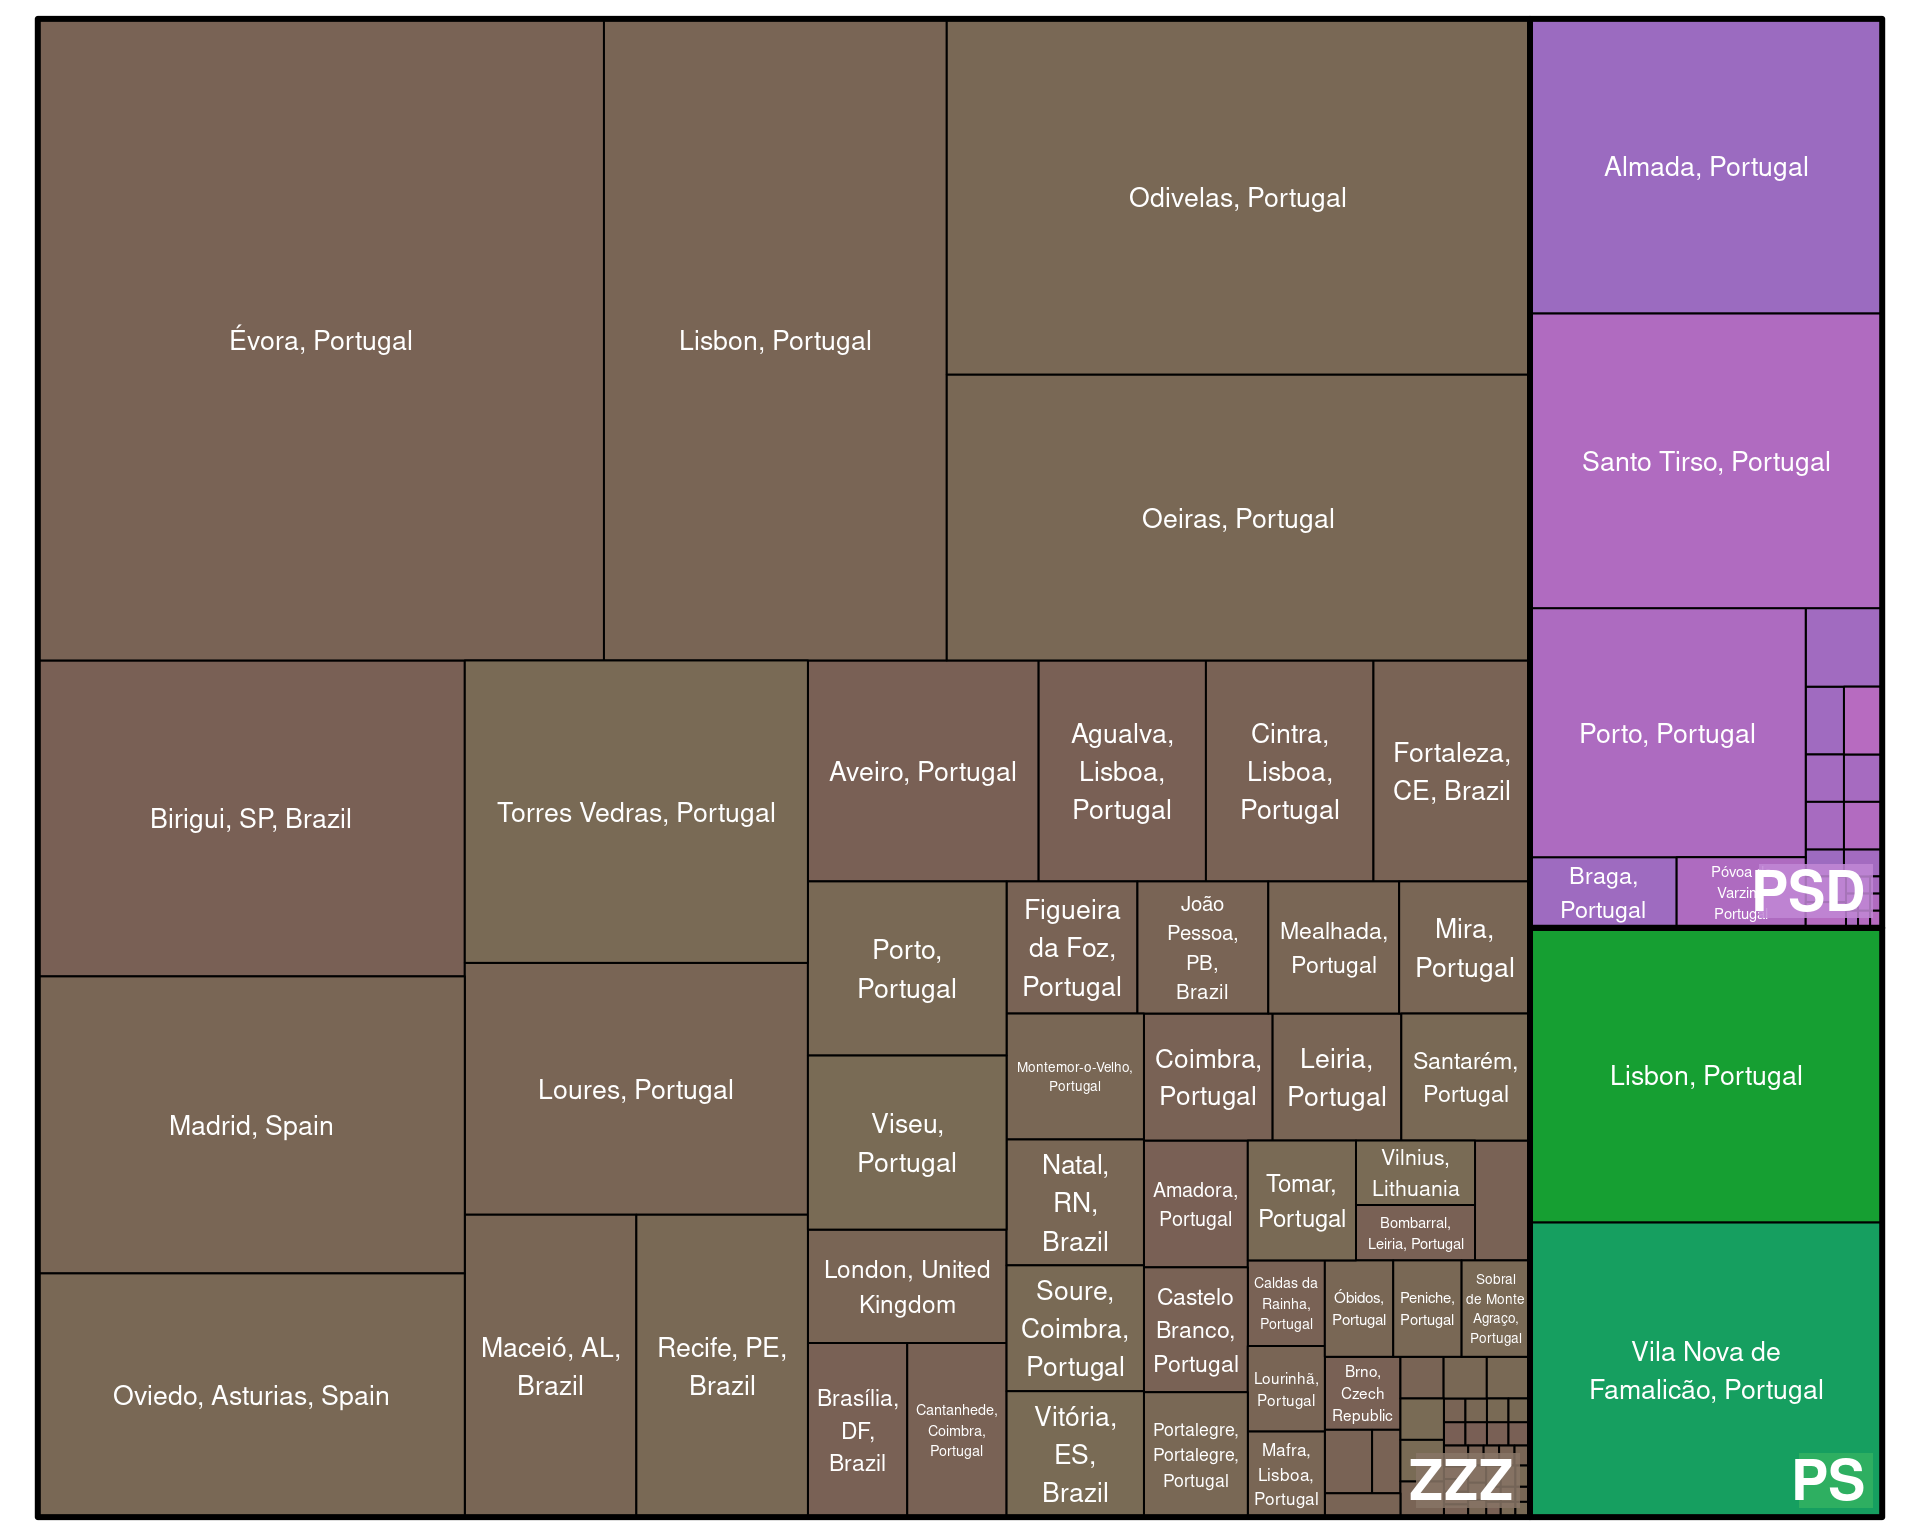 Évora, Portugal
Lisbon, Portugal
Odivelas, Portugal
Oeiras, Portugal
Birigui, SP, Brazil
Madrid, Spain
Oviedo, Asturias, Spain
Torres Vedras, Portugal
Loures, Portugal
Maceió, AL,
Brazil
Recife, PE,
Brazil
Aveiro, Portugal
Agualva,
Lisboa,
Portugal
Cintra,
Lisboa,
Portugal
Fortaleza,
CE, Brazil
Porto,
Portugal
Viseu,
Portugal
London, United
Kingdom
Brasília,
DF,
Brazil
Cantanhede,
Coimbra,
Portugal
Figueira
da Foz,
Portugal
João
Pessoa,
PB,
Brazil
Mealhada,
Portugal
Mira,
Portugal
Montemor-o-Velho,
Portugal
Natal,
RN,
Brazil
Soure,
Coimbra,
Portugal
Vitória,
ES,
Brazil
Coimbra,
Portugal
Leiria,
Portugal
Santarém,
Portugal
Amadora,
Portugal
Castelo
Branco,
Portugal
Portalegre,
Portalegre,
Portugal
Tomar,
Portugal
Vilnius,
Lithuania
Bombarral,
Leiria, Portugal
Caldas da
Rainha,
Portugal
Lourinhã,
Portugal
Mafra,
Lisboa,
Portugal
Óbidos,
Portugal
Peniche,
Portugal
Sobral
de Monte
Agraço,
Portugal
Brno,
Czech
Republic
ZZZ
Almada, Portugal
Santo Tirso, Portugal
Porto, Portugal
Braga,
Portugal
Póvoa
Varzim
Portugal
PSD
Lisbon, Portugal
Vila Nova de
Famalicão, Portugal
PS